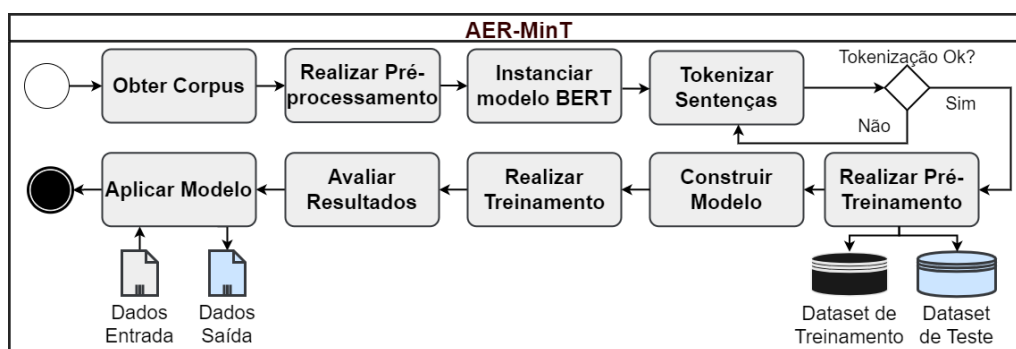 AER-MinT
Obter Corpus
Realizar Pré-
processamento
Instanciar
modelo BERT
Tokenizar
Sentenças
Tokenização Ok?
Sim
Não
Realizar Pré-
Treinamento
Construir
Modelo
Realizar
Treinamento
Avaliar
Resultados
Aplicar Modelo
Dados
Entrada
Dados
Saída
Dataset de
Treinamento
Dataset
de Teste